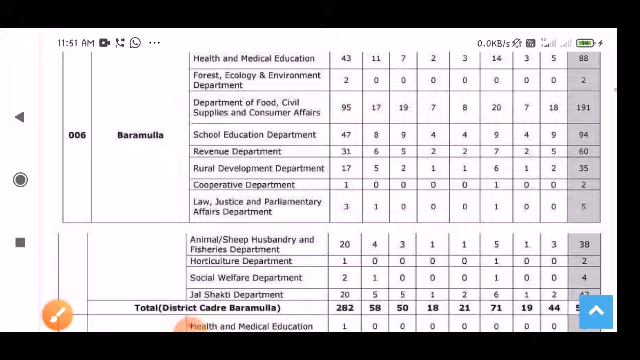 11:51 AM ... 0.0KB/s
Health and Medical Education 43 11 7 2 3 14 3 5 88
Forest, Ecology & Environment Department 2 0 0 0 0 0 0 0 2
Department of Food, Civil Supplies and Consumer Affairs 95 17 19 7 8 20 7 18 191
006 Baramulla School Education Department 47 8 9 4 4 9 4 9 94
Revenue Department 31 6 5 2 2 7 2 5 60
Rural Development Department 17 5 2 1 1 6 1 2 35
Cooperative Department 1 0 0 0 0 1 0 0 2
Law, Justice and Parliamentary Affairs Department 3 1 0 0 0 1 0 0 5
Animal/Sheep Husbandry and Fisheries Department 20 4 3 1 1 5 1 3 38
Horticulture Department 1 0 0 0 0 1 0 0 2
Social Welfare Department 2 1 0 0 0 1 0 0 4
Jal Shakti Department 20 5 5 1 2 6 1 2
Total(District Cadre Baramulla) 282 58 50 18 21 71 19 44
Health and Medical Education 1 0 0 0 0 0 0 0